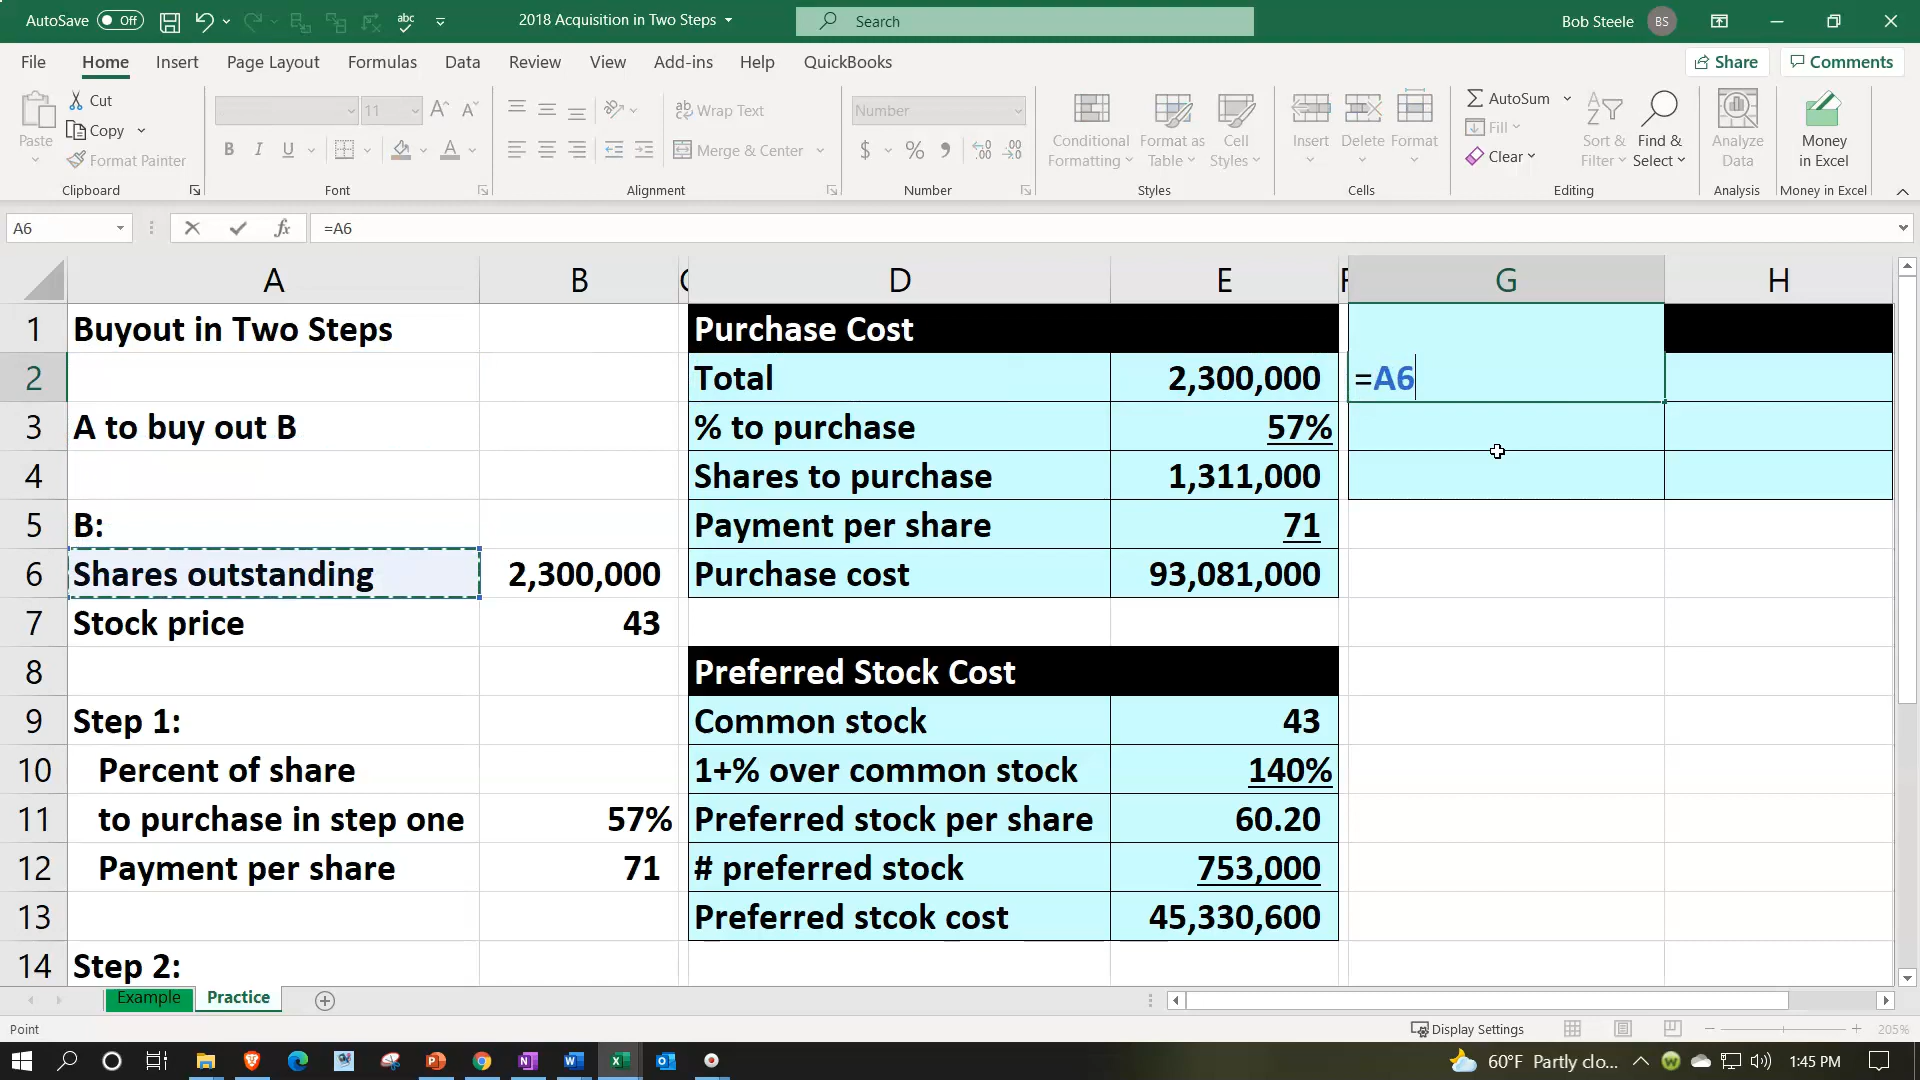 AutoSave Off abc 2018 Acquisition in Two Steps Search Bob Steele BS
File Home Insert Page Layout Formulas Data Review View Add-ins Help QuickBooks Share Comments
Paste Cut Copy Format Painter Clipboard
11 A A B I U A Font
ab Wrap Text Merge & Center Alignment
Number $ % Number
Conditional Formatting Format as Table Cell Styles Styles
Insert Delete Format Cells
AutoSum Fill Clear Sort & Filter Find & Select Editing
Analyze Data Analysis
Money in Excel Money in Excel
A6 fx =A6
A B C D E F G H
1 Buyout in Two Steps Purchase Cost
2 Total 2,300,000 =A6
3 A to buy out B % to purchase 57%
4 Shares to purchase 1,311,000
5 B: Payment per share 71
6 Shares outstanding 2,300,000 Purchase cost 93,081,000
7 Stock price 43
8 Preferred Stock Cost
9 Step 1: Common stock 43
10 Percent of share 1+% over common stock 140%
11 to purchase in step one 57% Preferred stock per share 60.20
12 Payment per share 71 # preferred stock 753,000
13 Preferred stcok cost 45,330,600
14 Step 2:
Example Practice
Point Display Settings 205%
60°F Partly clo... 1:45 PM